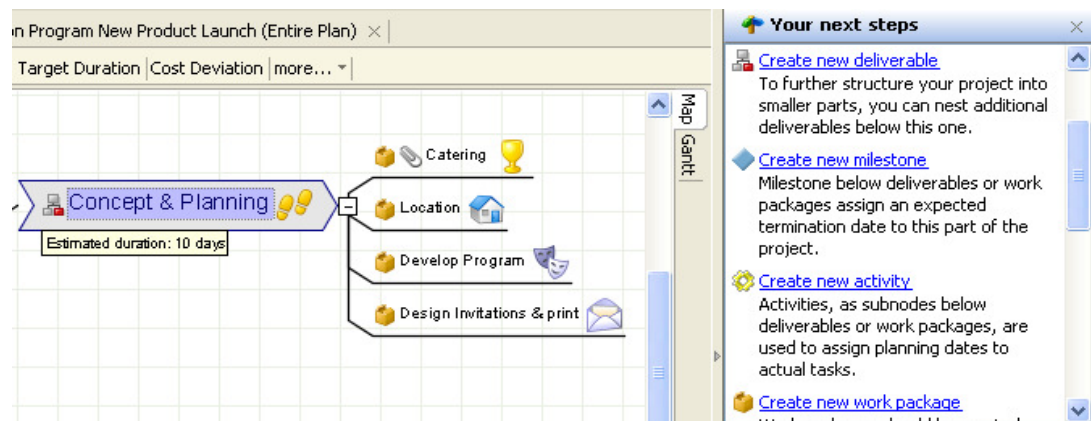 n Program New Product Launch (Entire Plan)
Target Duration Cost Deviation more...
Map
Gantt
Catering
Concept & Planning
Location
Estimated duration: 10 days
Develop Program
Design Invitations & print
Your next steps
Create new deliverable
To further structure your project into
smaller parts, you can nest additional
deliverables below this one.
Create new milestone
Milestone below deliverables or work
packages assign an expected
termination date to this part of the
project.
Create new activity
Activities, as subnodes below
deliverables or work packages, are
used to assign planning dates to
actual tasks.
Create new work package